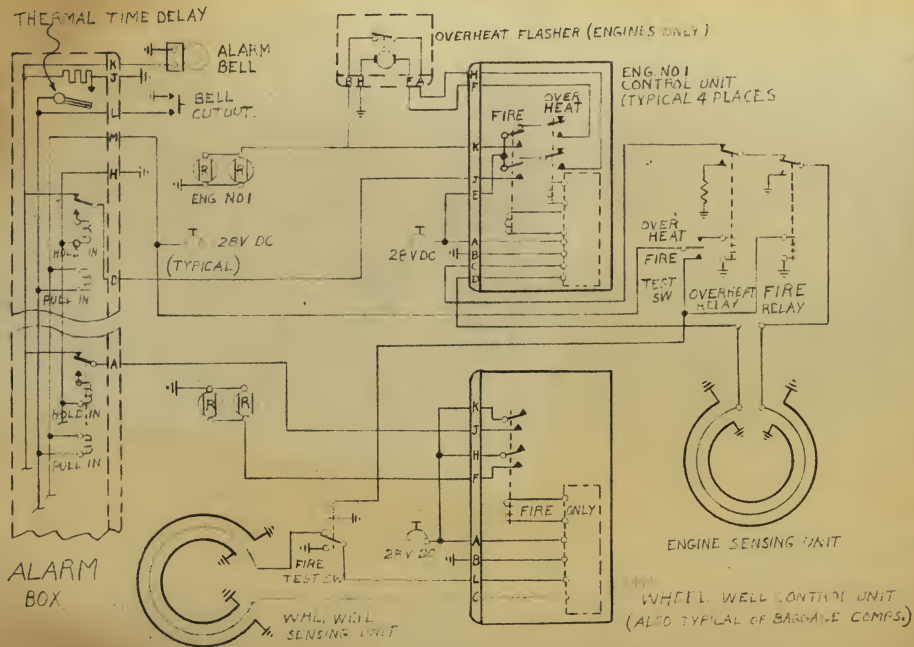 THERMAL TIME DELAY
K
J
L
M
H
D
A
ALARM
BELL
BELL
CUTOUT.
HOLD IN
PULL IN
HOLD IN
PULL IN
ALARM
BOX
R R
ENG NO 1
28V DC
(TYPICAL)
OVERHEAT FLASHER (ENGINES ONLY)
B H F A
ENG. NO 1
CONTROL UNIT
(TYPICAL 4 PLACES
H
F
K
J
E
A
B
C
D
FIRE
OVER
HEAT
28V DC
OVER
HEAT
FIRE
TEST
SW
OVERHEAT
RELAY
FIRE
RELAY
ENGINE SENSING UNIT
R R
K
J
H
F
A
B
L
C
FIRE ONLY
28V DC
FIRE
TEST SW
WHL. WELL
SENSING UNIT
WHEEL WELL CONTROL UNIT
(ALSO TYPICAL OF BAGGAGE COMPS.)